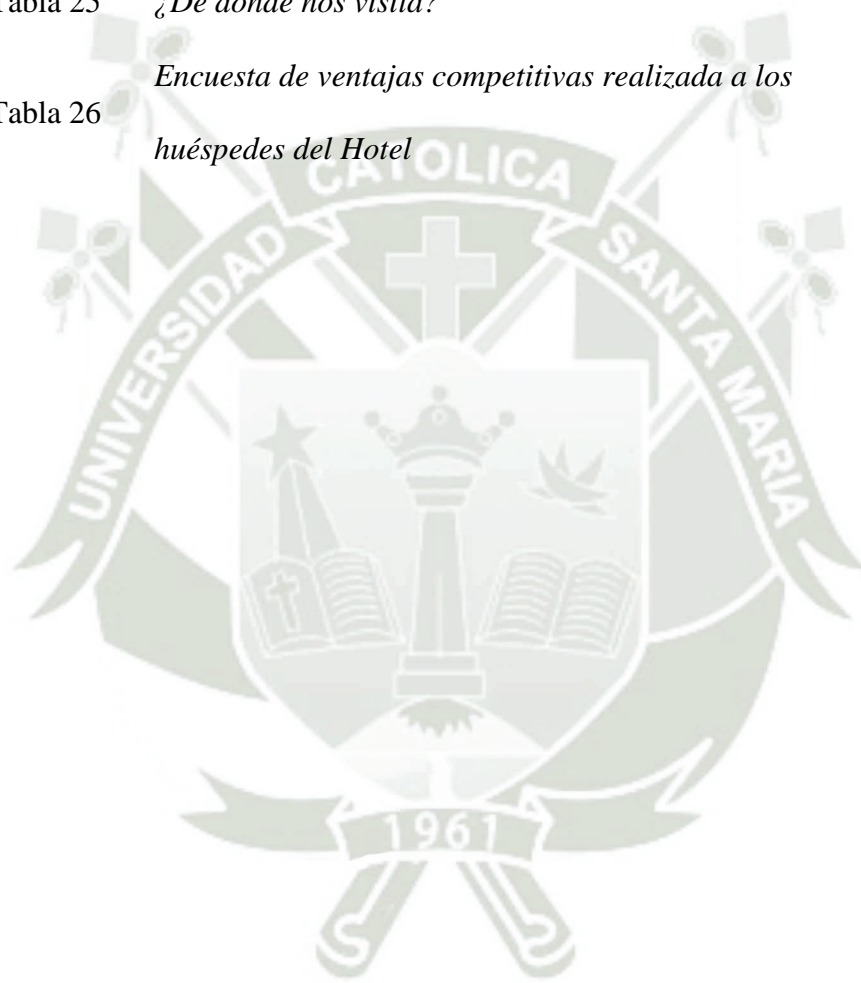 Tabla 25 ¿De dónde nos visita?
Encuesta de ventajas competitivas realizada a los
Tabla 26
huéspedes del Hotel
UNIVERSIDAD CATOLICA SANTA MARIA
1961